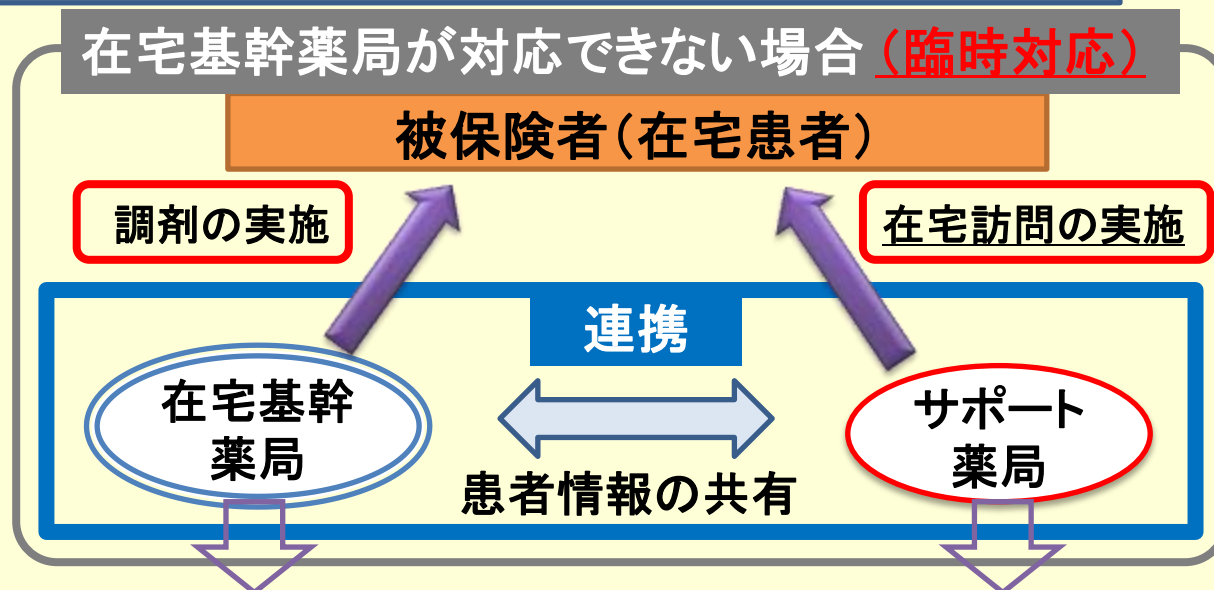 在宅基幹薬局が対応できない場合(臨時対応)
被保険者(在宅患者)
調剤の実施
在宅訪問の実施
連携
在宅基幹
薬局
サポート
薬局
患者情報の共有